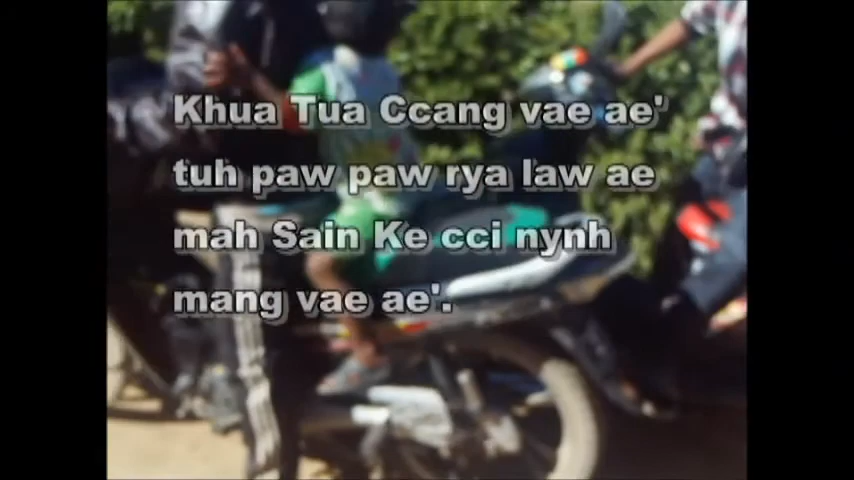 Khua Tua Ccang vae ae'
tuh paw paw rya law ae
mah Sain Ke cci nynh
mang vae ae'.